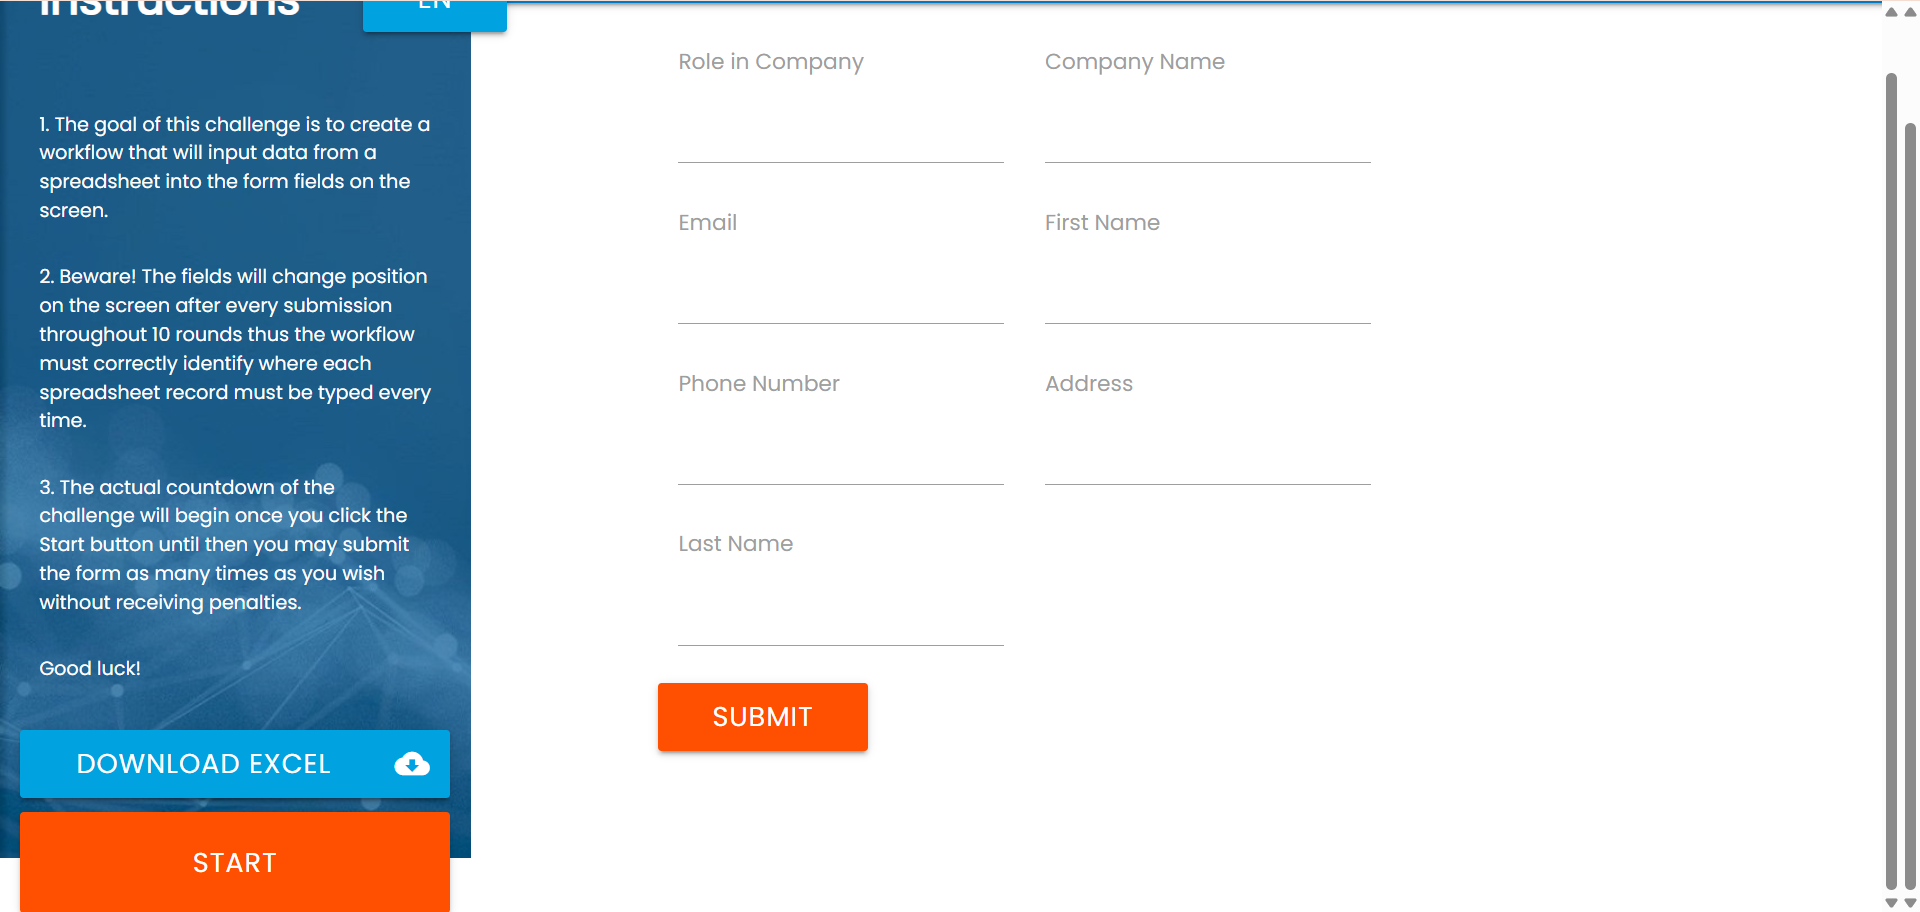 Instructions
EN
1. The goal of this challenge is to create a
workflow that will input data from a
spreadsheet into the form fields on the
screen.
2. Beware! The fields will change position
on the screen after every submission
throughout 10 rounds thus the workflow
must correctly identify where each
spreadsheet record must be typed every
time.
3. The actual countdown of the
challenge will begin once you click the
Start button until then you may submit
the form as many times as you wish
without receiving penalties.
Good luck!
DOWNLOAD EXCEL
START
Role in Company
Company Name
Email
First Name
Phone Number
Address
Last Name
SUBMIT